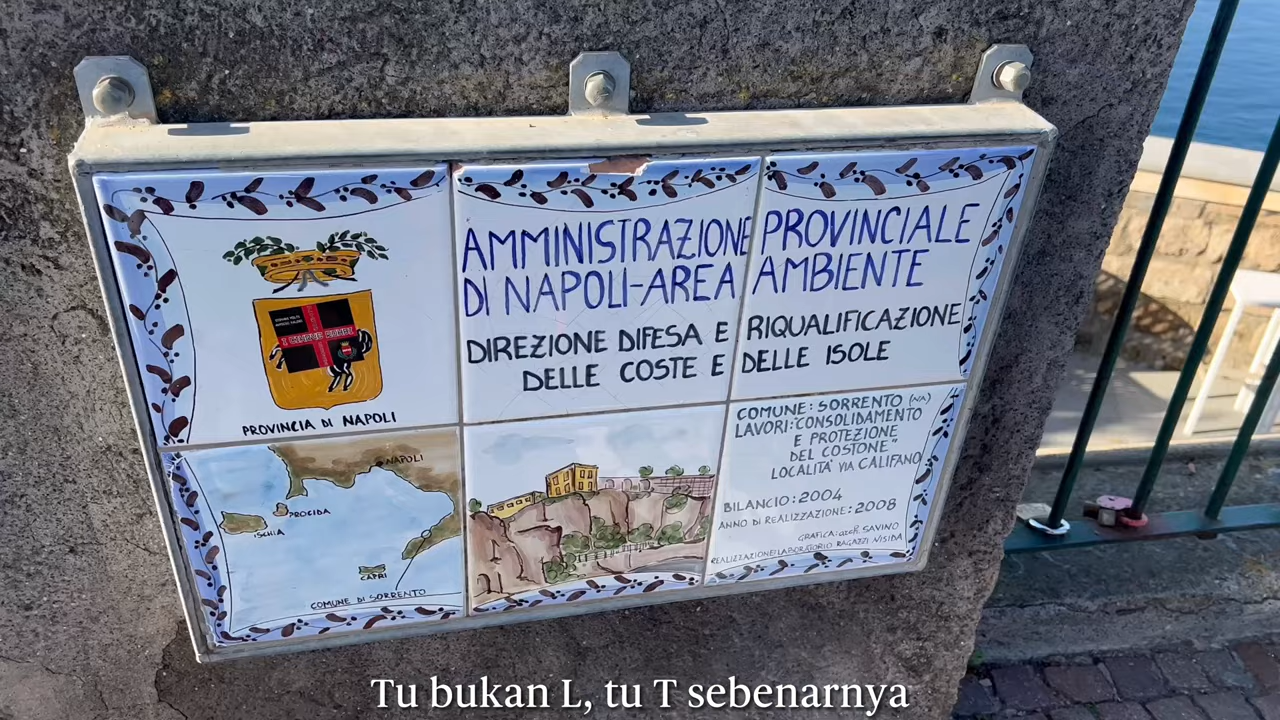 AMMINISTRAZIONE PROVINCIALE
DI NAPOLI-AREA AMBIENTE
DIREZIONE DIFESA E RIQUALIFICAZIONE
DELLE COSTE E DELLE ISOLE
PROVINCIA DI NAPOLI
NAPOLI
PROCIDA
ISCHIA
CAPRI
COMUNE DI SORRENTO
COMUNE: SORRENTO (NA)
LAVORI: "CONSOLIDAMENTO
E PROTEZIONE
DEL COSTONE"
LOCALITÀ VIA CALIFANO
BILANCIO: 2004
ANNO DI REALIZZAZIONE: 2008
GRAFICA: arch. SAVINO
REALIZZAZIONE: LABORATORIO RAGAZZI NISIDA
Tu bukan L, tu T sebenarnya